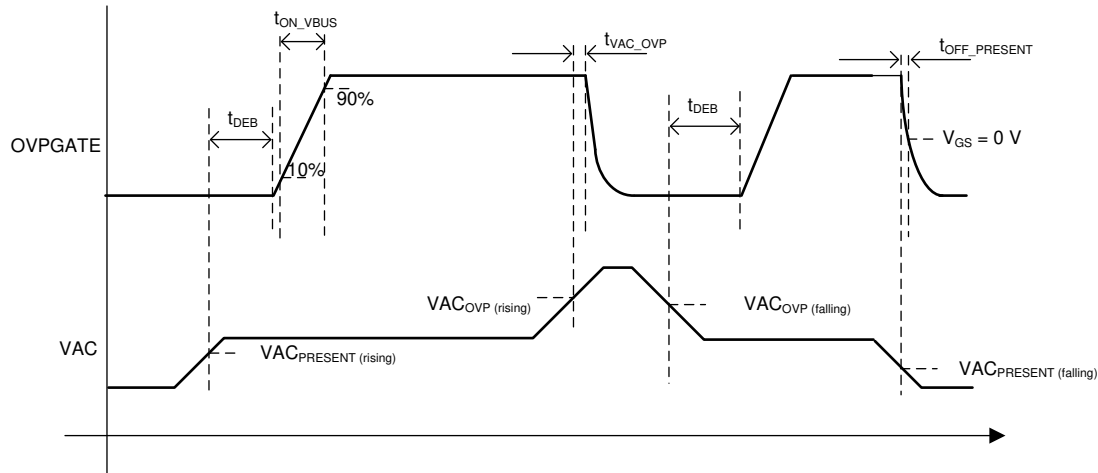 tON_VBUS
tVAC_OVP
tOFF_PRESENT
90%
tDEB
tDEB
OVPGATE
VGS = 0 V
10%
VACOVP (rising)
VACOVP (falling)
VAC
VACPRESENT (rising)
VACPRESENT (falling)